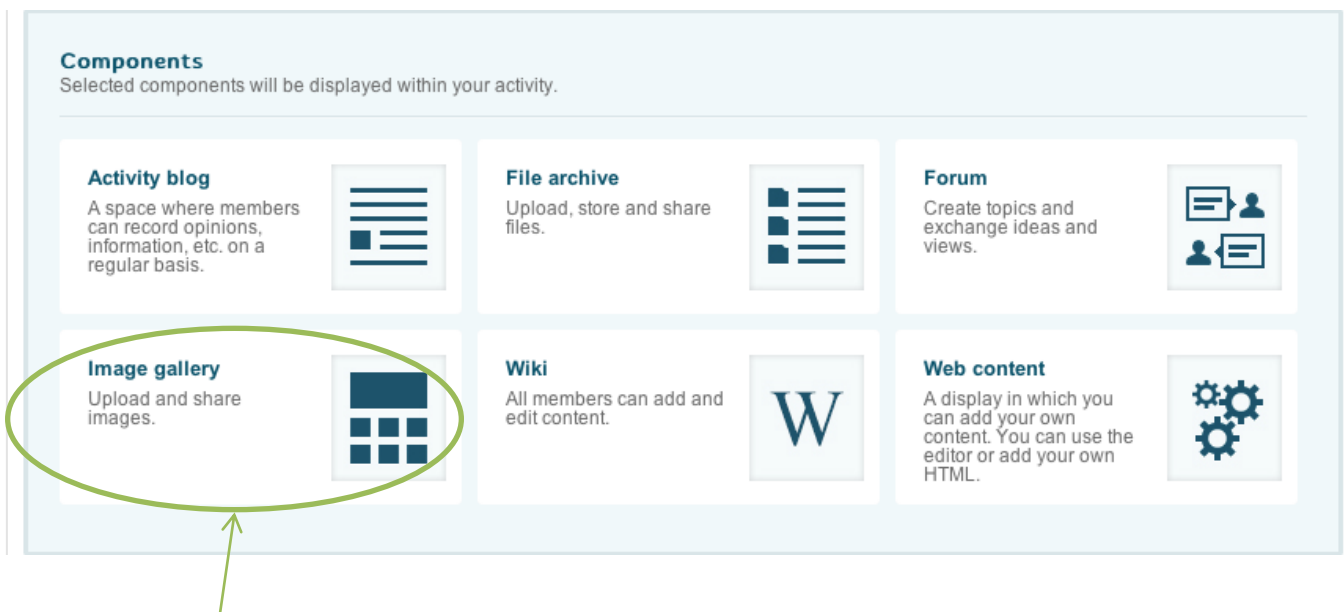 Components
Selected components will be displayed within your activity.
Activity blog
A space where members
can record opinions,
information, etc. on a
regular basis.
File archive
Upload, store and share
files.
Forum
Create topics and
exchange ideas and
views.
Image gallery
Upload and share
images.
Wiki
All members can add and
edit content.
W
Web content
A display in which you
can add your own
content. You can use the
editor or add your own
HTML.